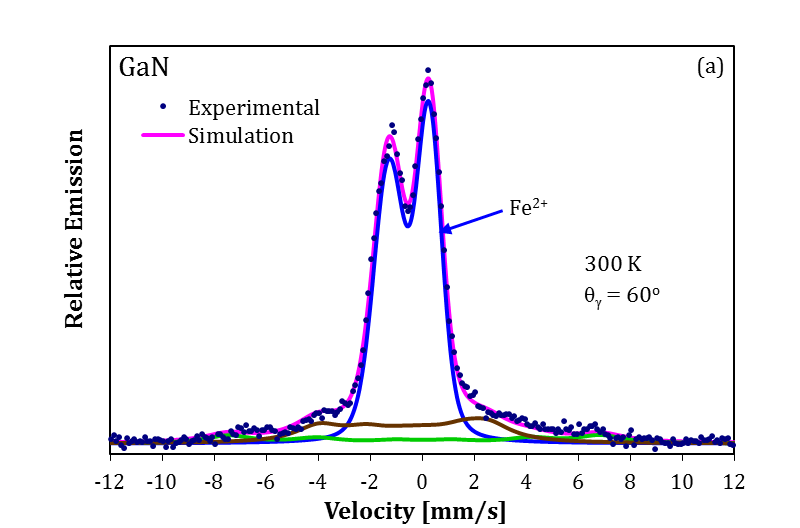 GaN
(a)
Experimental
Simulation
Fe²⁺
300 K
θᵧ = 60ᵒ
Relative Emission
-12 -10 -8 -6 -4 -2 0 2 4 6 8 10 12
Velocity [mm/s]